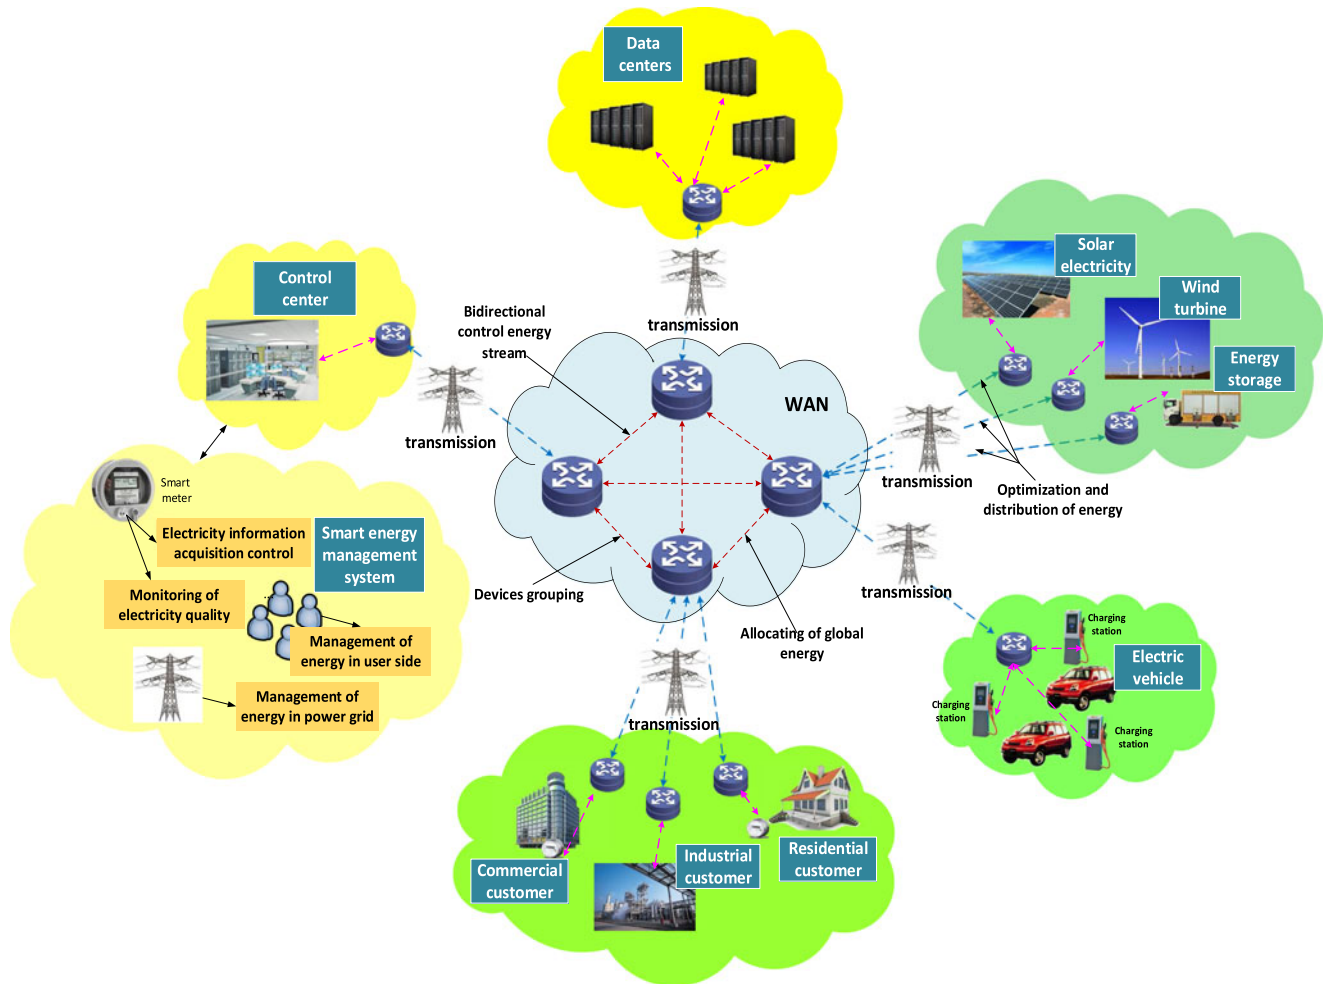 Data
centers
Solar
electricity
Wind
turbine
Energy
storage
Control
center
Bidirectional
control energy
stream
transmission
WAN
transmission
transmission
Optimization and
distribution of energy
Smart
meter
Electricity information
acquisition control
Smart energy
management
system
Monitoring of
electricity quality
Management of
energy in user side
Management of
energy in power grid
Devices grouping
Allocating of global
energy
transmission
transmission
Charging
station
Electric
vehicle
Charging
station
Charging
station
Commercial
customer
Industrial
customer
Residential
customer